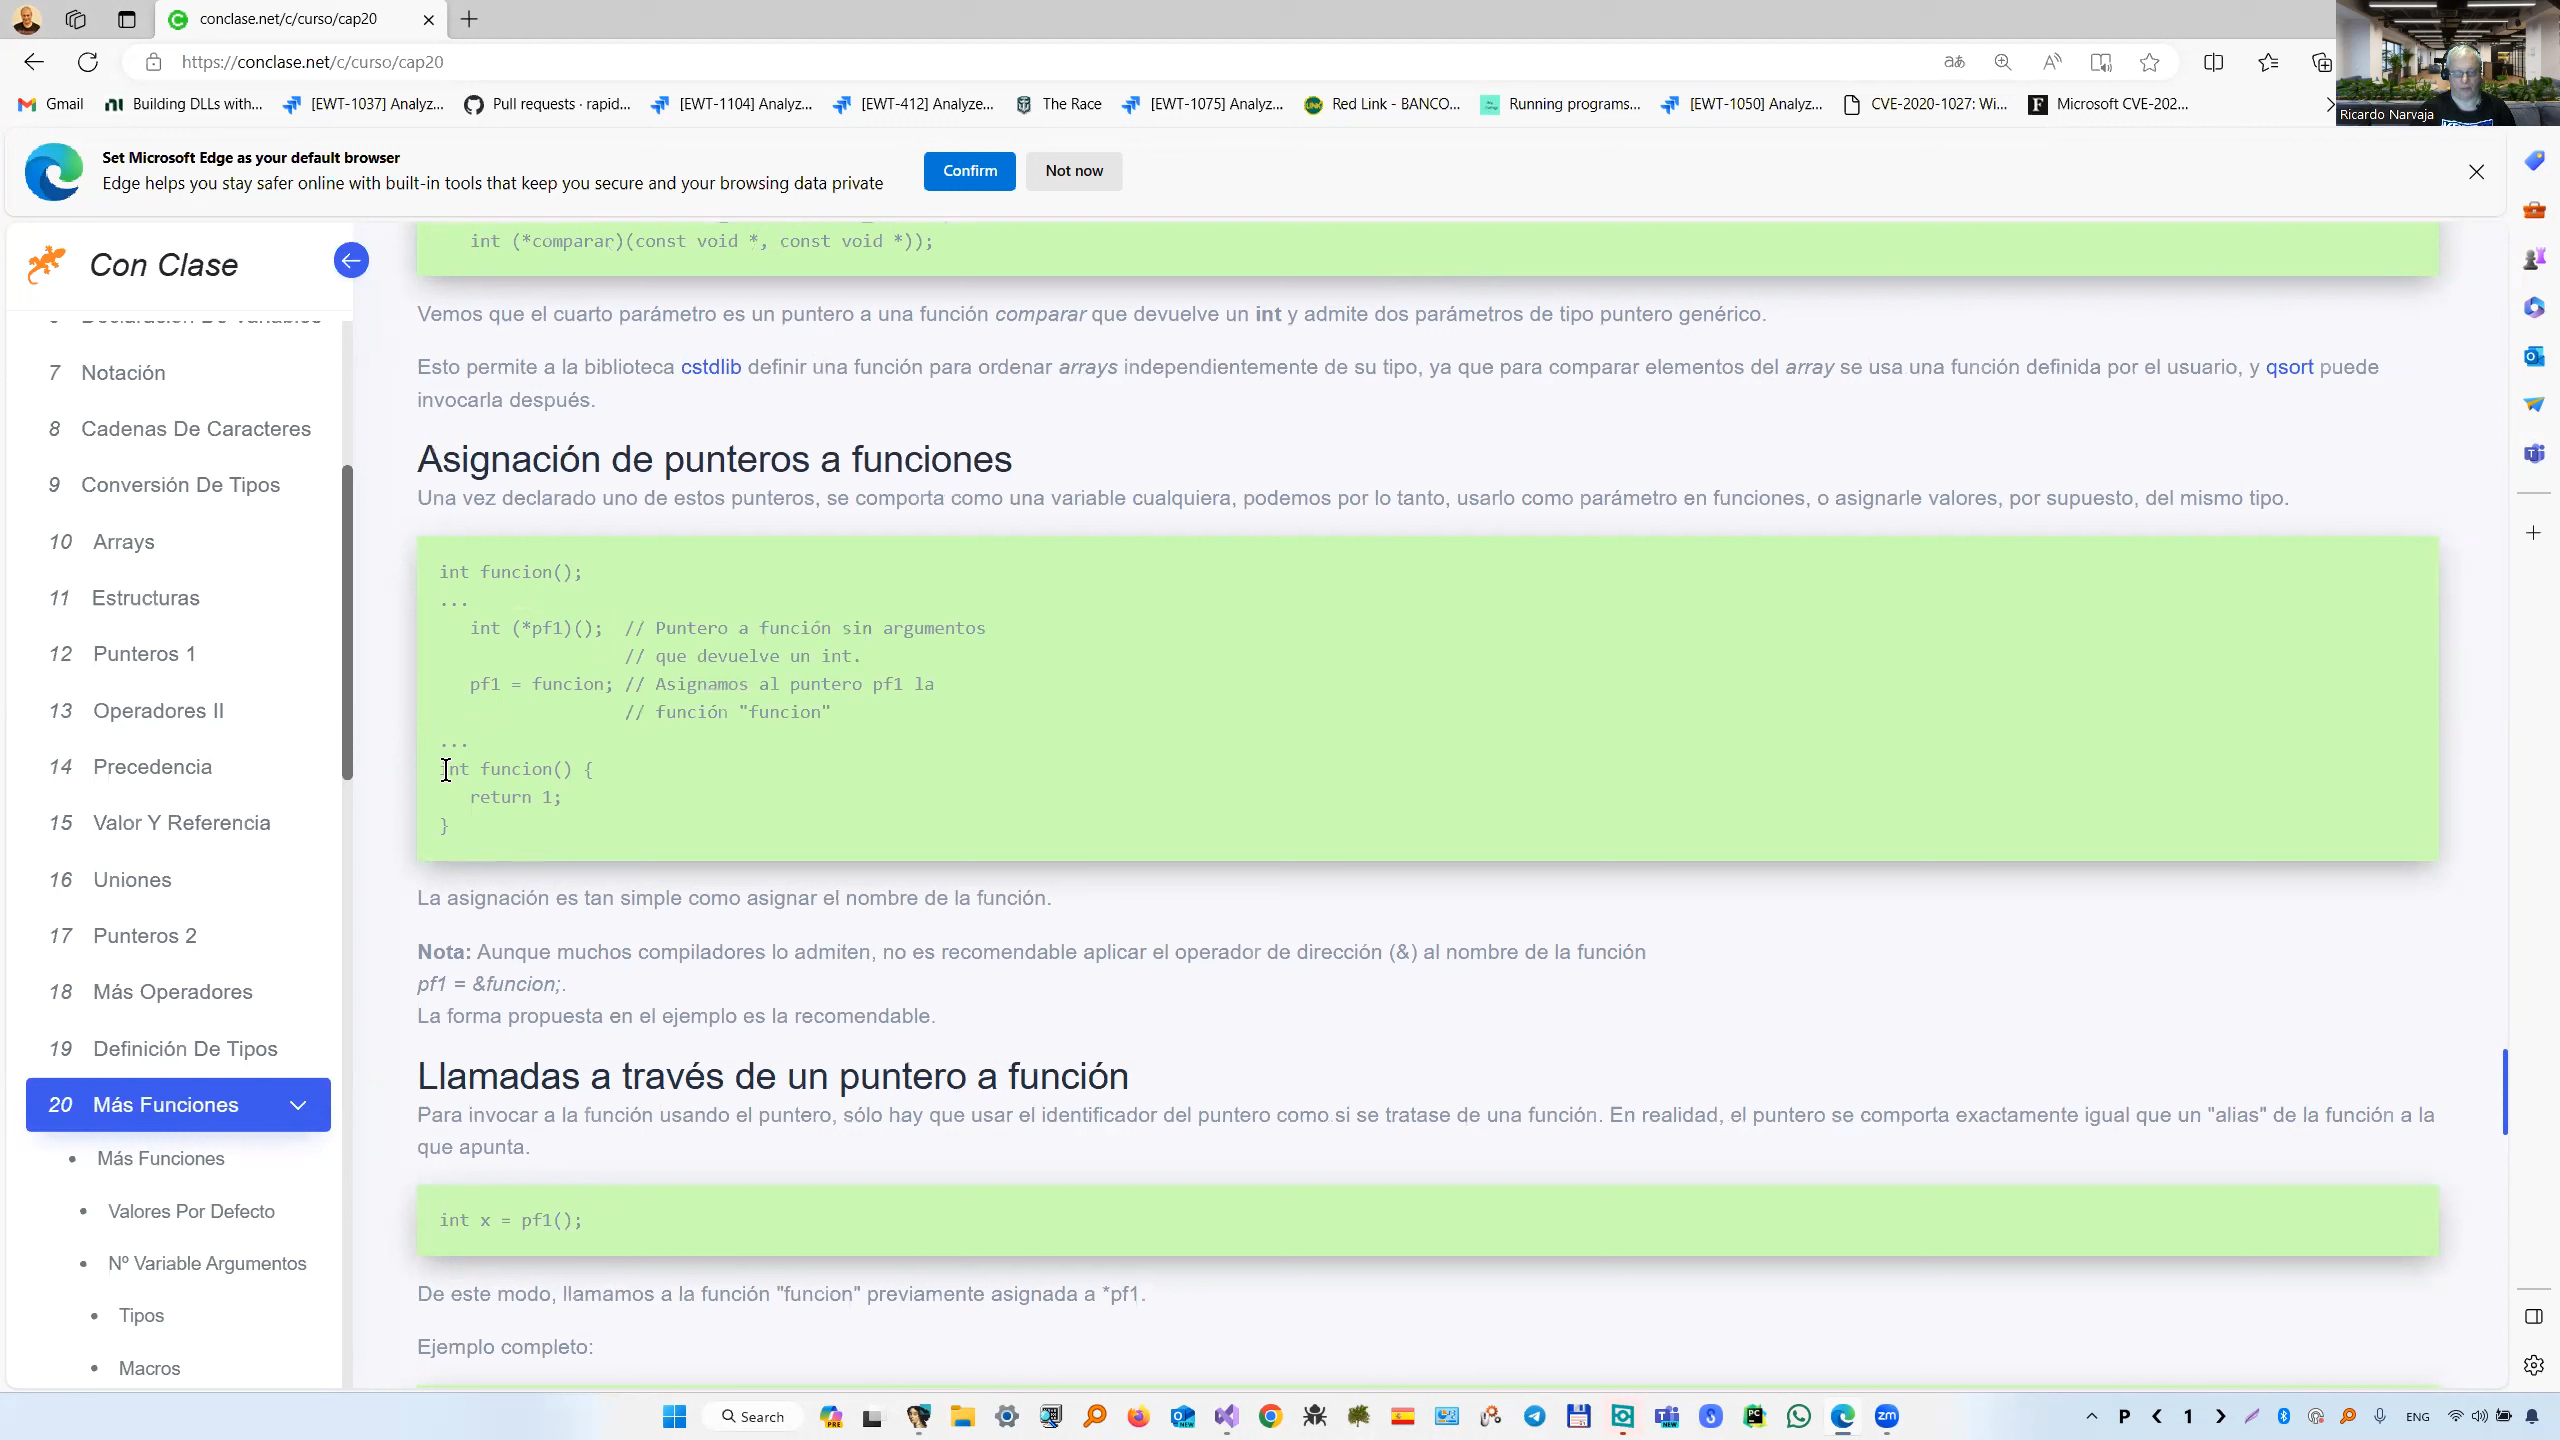 conclase.net/c/curso/cap20
https://conclase.net/c/curso/cap20
Gmail
Building DLLs with...
[EWT-1037] Analyz...
Pull requests · rapid...
[EWT-1104] Analyz...
[EWT-412] Analyze...
The Race
[EWT-1075] Analyz...
Red Link - BANCO...
Running programs...
[EWT-1050] Analyz...
CVE-2020-1027: Wi...
Microsoft CVE-202...
Ricardo Narvaja
Set Microsoft Edge as your default browser
Edge helps you stay safer online with built-in tools that keep you secure and your browsing data private
Confirm
Not now
Con Clase
7 Notación
8 Cadenas De Caracteres
9 Conversión De Tipos
10 Arrays
11 Estructuras
12 Punteros 1
13 Operadores II
14 Precedencia
15 Valor Y Referencia
16 Uniones
17 Punteros 2
18 Más Operadores
19 Definición De Tipos
20 Más Funciones
Más Funciones
Valores Por Defecto
Nº Variable Argumentos
Tipos
Macros
int (*comparar)(const void *, const void *));
Vemos que el cuarto parámetro es un puntero a una función comparar que devuelve un int y admite dos parámetros de tipo puntero genérico.
Esto permite a la biblioteca cstdlib definir una función para ordenar arrays independientemente de su tipo, ya que para comparar elementos del array se usa una función definida por el usuario, y qsort puede
invocarla después.
Asignación de punteros a funciones
Una vez declarado uno de estos punteros, se comporta como una variable cualquiera, podemos por lo tanto, usarlo como parámetro en funciones, o asignarle valores, por supuesto, del mismo tipo.
int funcion();
...
int (*pf1)(); // Puntero a función sin argumentos
// que devuelve un int.
pf1 = funcion; // Asignamos al puntero pf1 la
// función "funcion"
...
int funcion() {
return 1;
}
La asignación es tan simple como asignar el nombre de la función.
Nota: Aunque muchos compiladores lo admiten, no es recomendable aplicar el operador de dirección (&) al nombre de la función
pf1 = &funcion;.
La forma propuesta en el ejemplo es la recomendable.
Llamadas a través de un puntero a función
Para invocar a la función usando el puntero, sólo hay que usar el identificador del puntero como si se tratase de una función. En realidad, el puntero se comporta exactamente igual que un "alias" de la función a la
que apunta.
int x = pf1();
De este modo, llamamos a la función "funcion" previamente asignada a *pf1.
Ejemplo completo:
Search
P
1
ENG